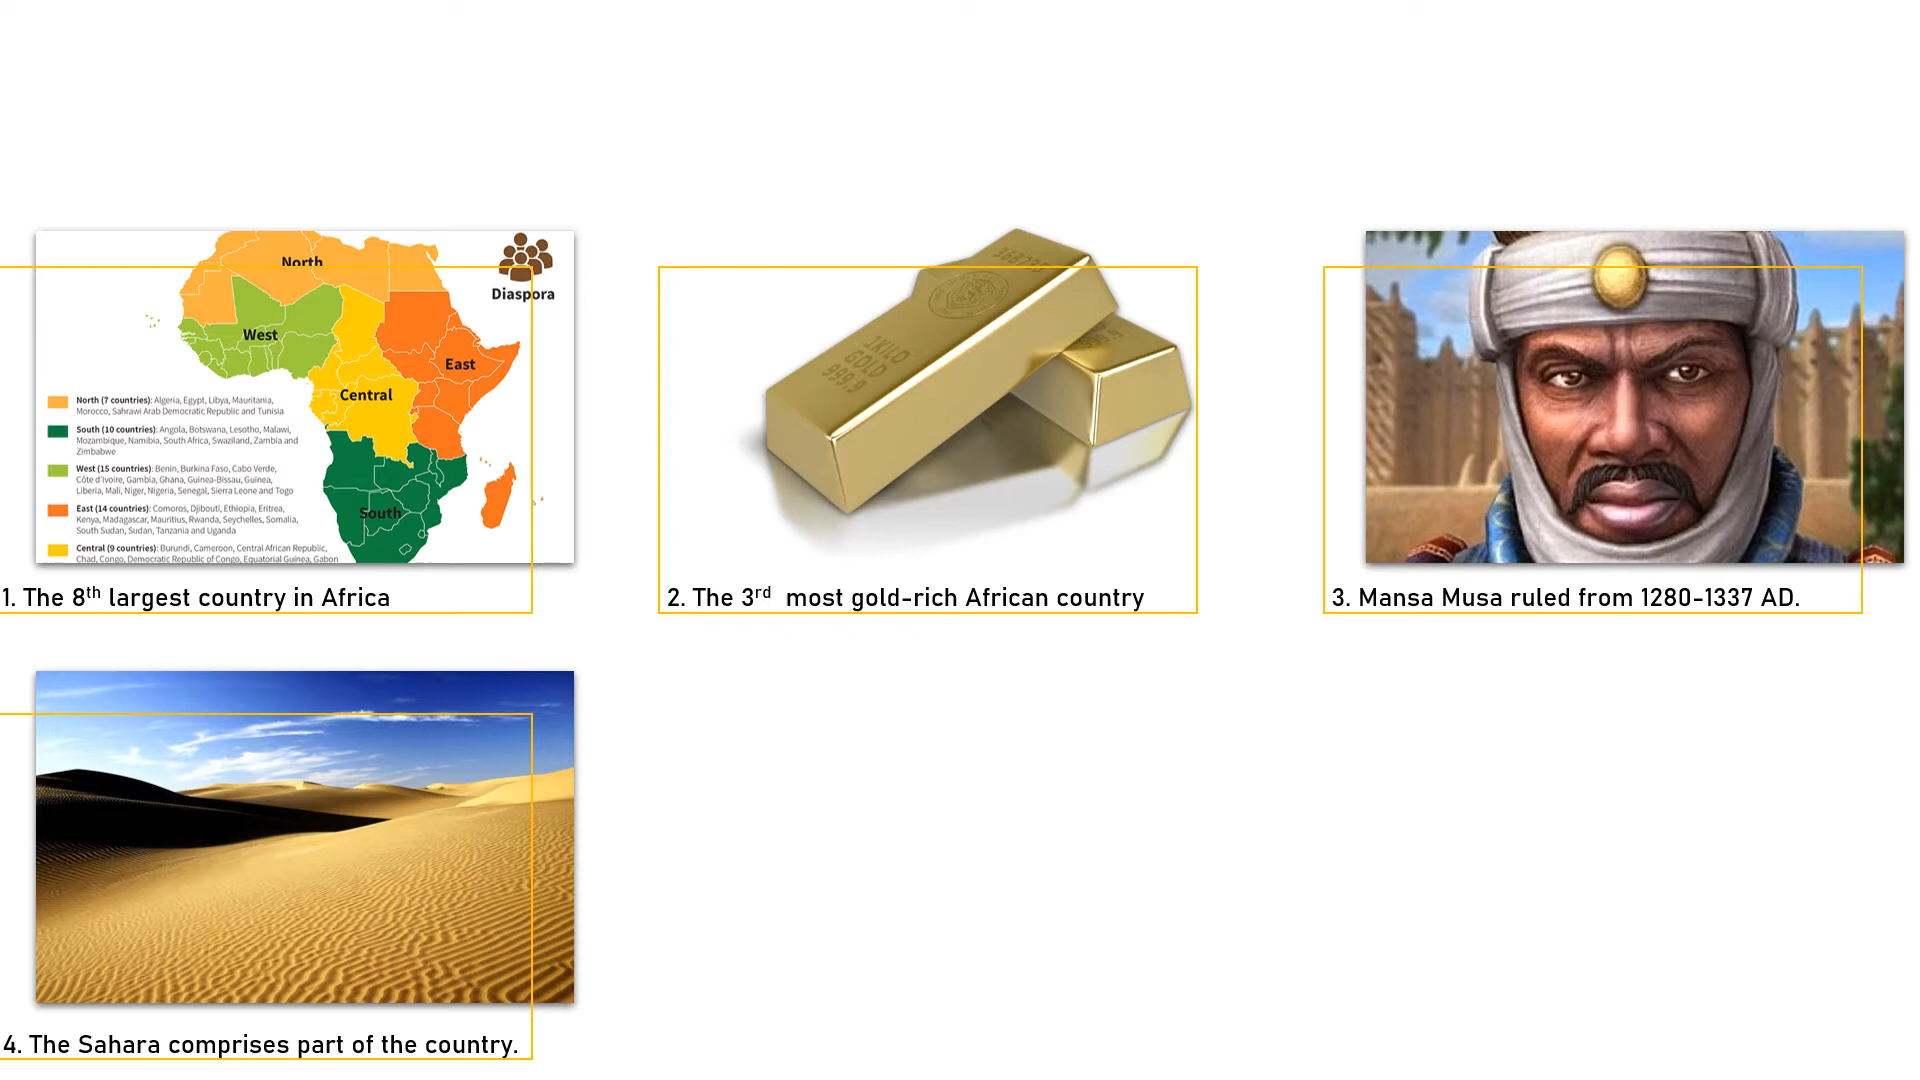 North
Diaspora
West
East
Central
South
North (7 countries): Algeria, Egypt, Libya, Mauritania,
Morocco, Sahrawi Arab Democratic Republic and Tunisia
South (10 countries): Angola, Botswana, Lesotho, Malawi,
Mozambique, Namibia, South Africa, Swaziland, Zambia and
Zimbabwe
West (15 countries): Benin, Burkina Faso, Cabo Verde,
Côte d'Ivoire, Gambia, Ghana, Guinea-Bissau, Guinea,
Liberia, Mali, Niger, Nigeria, Senegal, Sierra Leone and Togo
East (14 countries): Comoros, Djibouti, Ethiopia, Eritrea,
Kenya, Madagascar, Mauritius, Rwanda, Seychelles, Somalia,
South Sudan, Sudan, Tanzania and Uganda
Central (9 countries): Burundi, Cameroon, Central African Republic,
Chad, Congo, Democratic Republic of Congo, Equatorial Guinea, Gabon
1KILO
GOLD
999.9
1. The 8th largest country in Africa
2. The 3rd most gold-rich African country
3. Mansa Musa ruled from 1280-1337 AD.
4. The Sahara comprises part of the country.